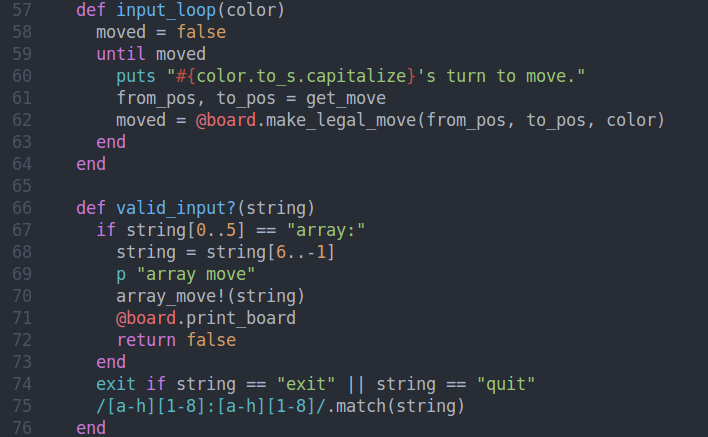 57 def input_loop(color)
58 moved = false
59 until moved
60 puts "#{color.to_s.capitalize}'s turn to move."
61 from_pos, to_pos = get_move
62 moved = @board.make_legal_move(from_pos, to_pos, color)
63 end
64 end
65
66 def valid_input?(string)
67 if string[0..5] == "array:"
68 string = string[6..-1]
69 p "array move"
70 array_move!(string)
71 @board.print_board
72 return false
73 end
74 exit if string == "exit" || string == "quit"
75 /[a-h][1-8]:[a-h][1-8]/.match(string)
76 end